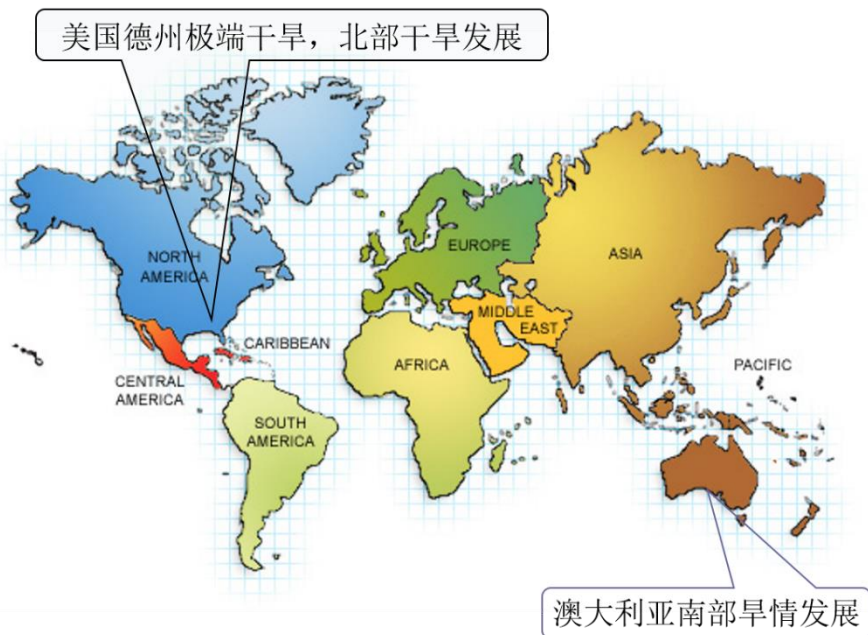 美国德州极端干旱，北部干旱发展
NORTH
AMERICA
EUROPE
ASIA
MIDDLE
EAST
CARIBBEAN
AFRICA
PACIFIC
CENTRAL
AMERICA
SOUTH
AMERICA
澳大利亚南部旱情发展